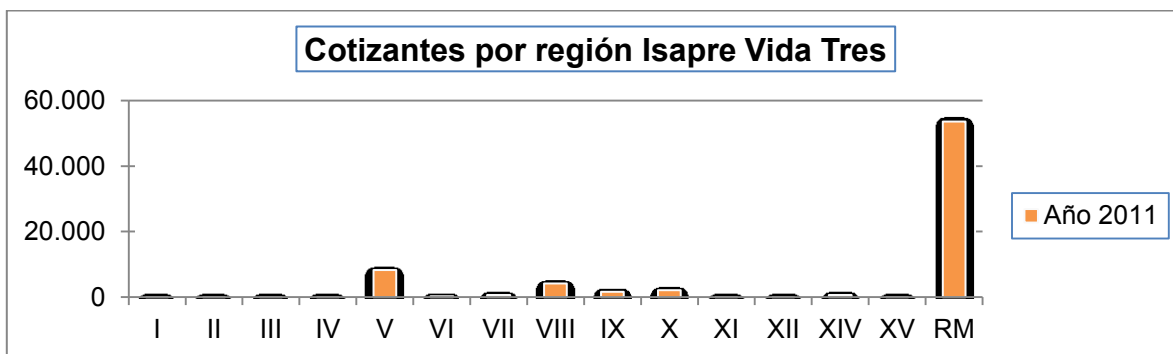 Cotizantes por región Isapre Vida Tres
60.000
40.000
20.000
0
I II III IV V VI VII VIII IX X XI XII XIV XV RM
Año 2011